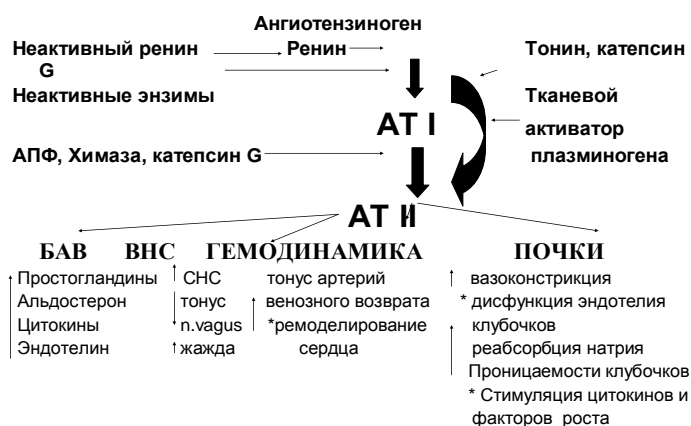 Ангиотензиноген
Неактивный ренин Ренин Тонин, катепсин
G
Неактивные энзимы Тканевой
АТ I активатор
плазминогена
АПФ, Химаза, катепсин G
АТ II
БАВ ВНС ГЕМОДИНАМИКА ПОЧКИ
Простогландины СНС тонус артерий вазоконстрикция
Альдостерон тонус венозного возврата * дисфункция эндотелия
Цитокины n.vagus *ремоделирование клубочков
Эндотелин жажда сердца реабсорбция натрия
Проницаемости клубочков
* Стимуляция цитокинов и
факторов роста